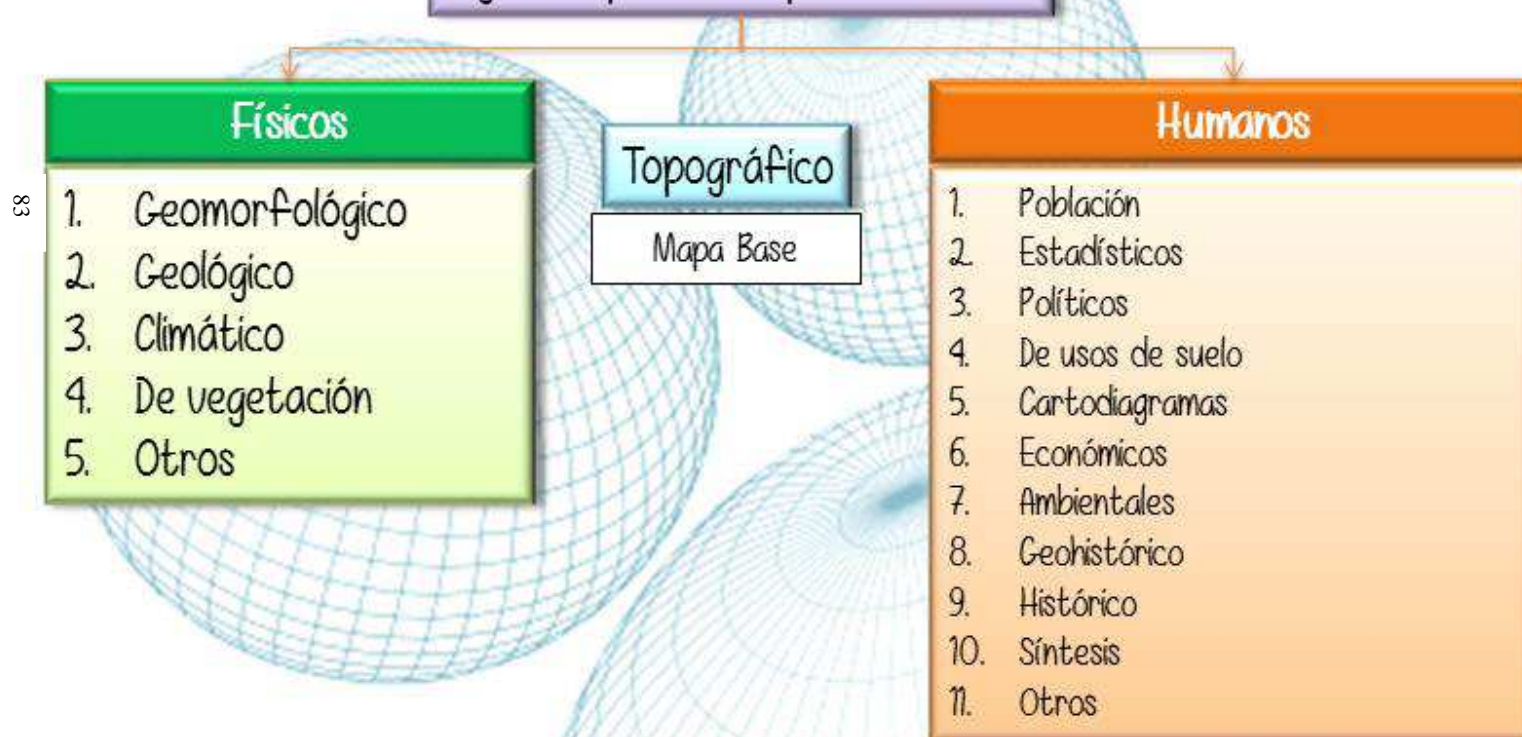 Físicos
1. Geomorfológico
2. Geológico
3. Climático
4. De vegetación
5. Otros
Topográfico
Mapa Base
Humanos
1. Población
2. Estadísticos
3. Políticos
4. De usos de suelo
5. Cartodiagramas
6. Económicos
7. Ambientales
8. Geohistórico
9. Histórico
10. Síntesis
11. Otros
83